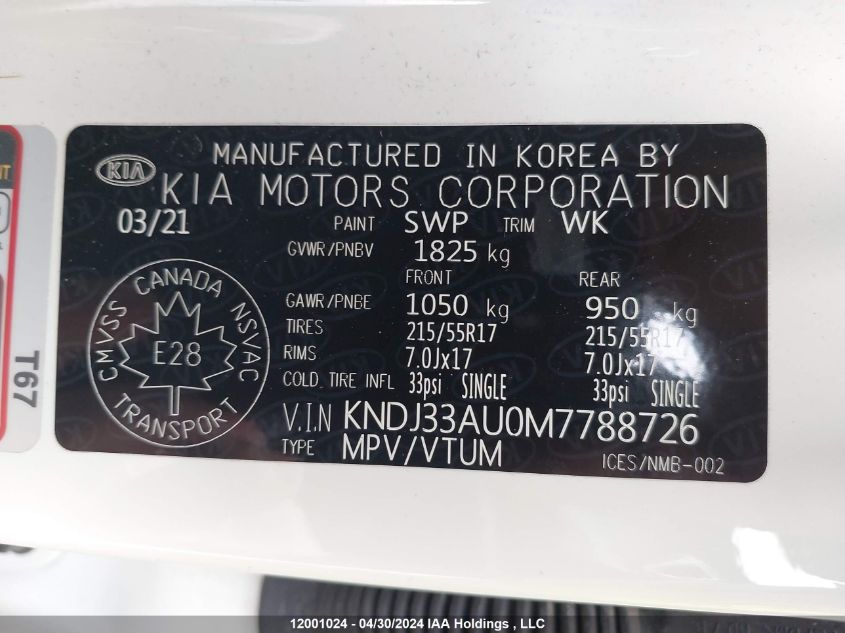 MANUFACTURED IN KOREA BY
KIA KIA MOTORS CORPORATION
03/21 PAINT SWP TRIM WK
GVWR/PNBV 1825 kg
FRONT REAR
GAWR/PNBE 1050 kg 950 kg
TIRES 215/55R17 215/55R17
RIMS 7.0Jx17 7.0Jx17
COLD TIRE INFL 33psi SINGLE 33psi SINGLE
V.I.N KNDJ33AU0M7788726
TYPE MPV/VTUM
ICES/NMB-002
CANADA
CMVSS NSVAC
E28
TRANSPORT
T67
12001024 - 04/30/2024 IAA Holdings , LLC